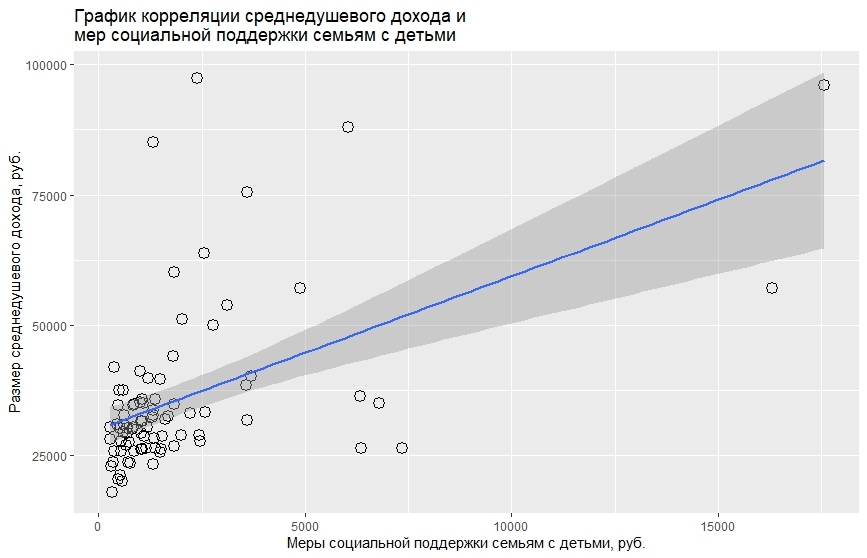 График корреляции среднедушевого дохода и
мер социальной поддержки семьям с детьми
Размер среднедушевого дохода, руб.
100000
75000
50000
25000
0
5000
10000
15000
Меры социальной поддержки семьям с детьми, руб.